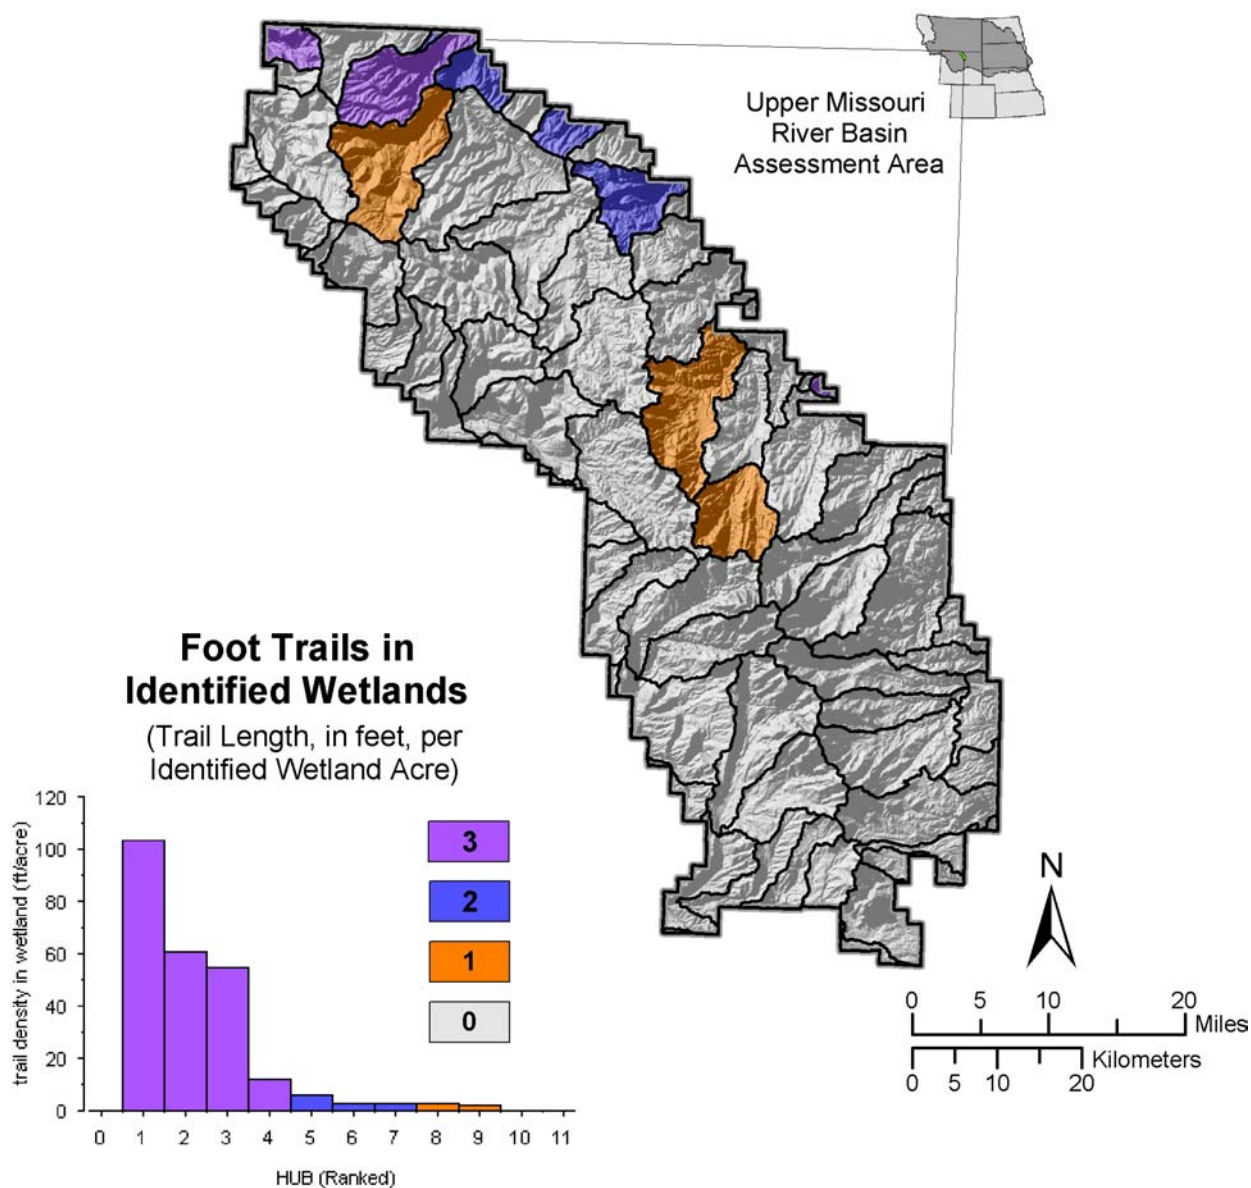 Upper Missouri
River Basin
Assessment Area
Foot Trails in
Identified Wetlands
(Trail Length, in feet, per
Identified Wetland Acre)
trail density in wetland (ft/acre)
120
100
80
60
40
20
0
0 1 2 3 4 5 6 7 8 9 10 11
HUB (Ranked)
3
2
1
0
N
0 5 10 20
Miles
Kilometers
0 5 10 20